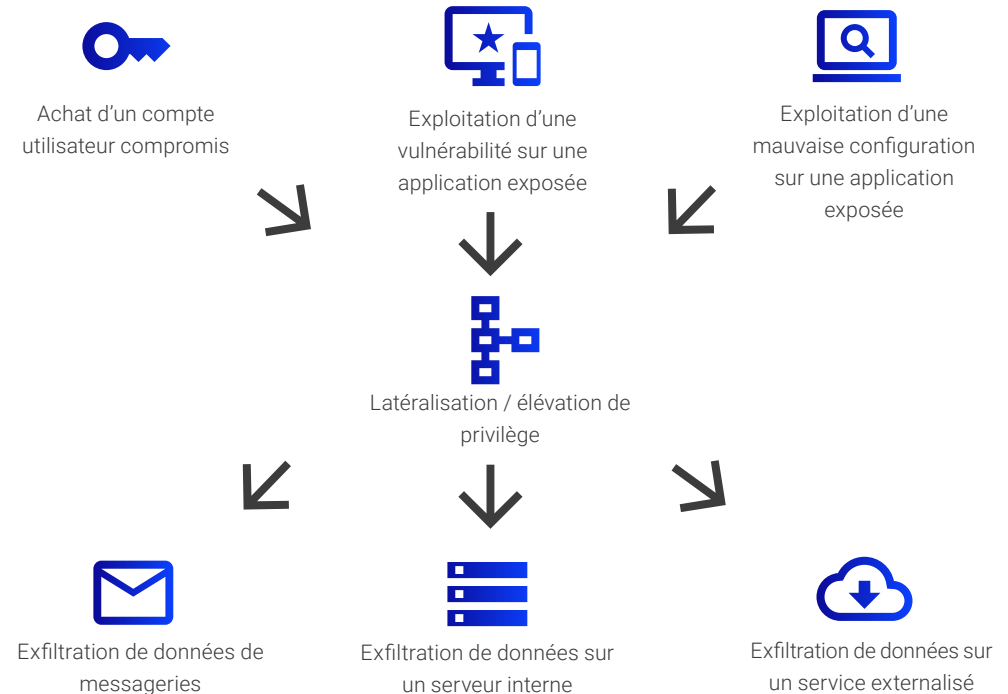 Achat d’un compte
utilisateur compromis
Exploitation d’une
vulnérabilité sur une
application exposée
Exploitation d’une
mauvaise configuration
sur une application
exposée
Latéralisation / élévation de
privilège
Exfiltration de données de
messageries
Exfiltration de données sur
un serveur interne
Exfiltration de données sur
un service externalisé